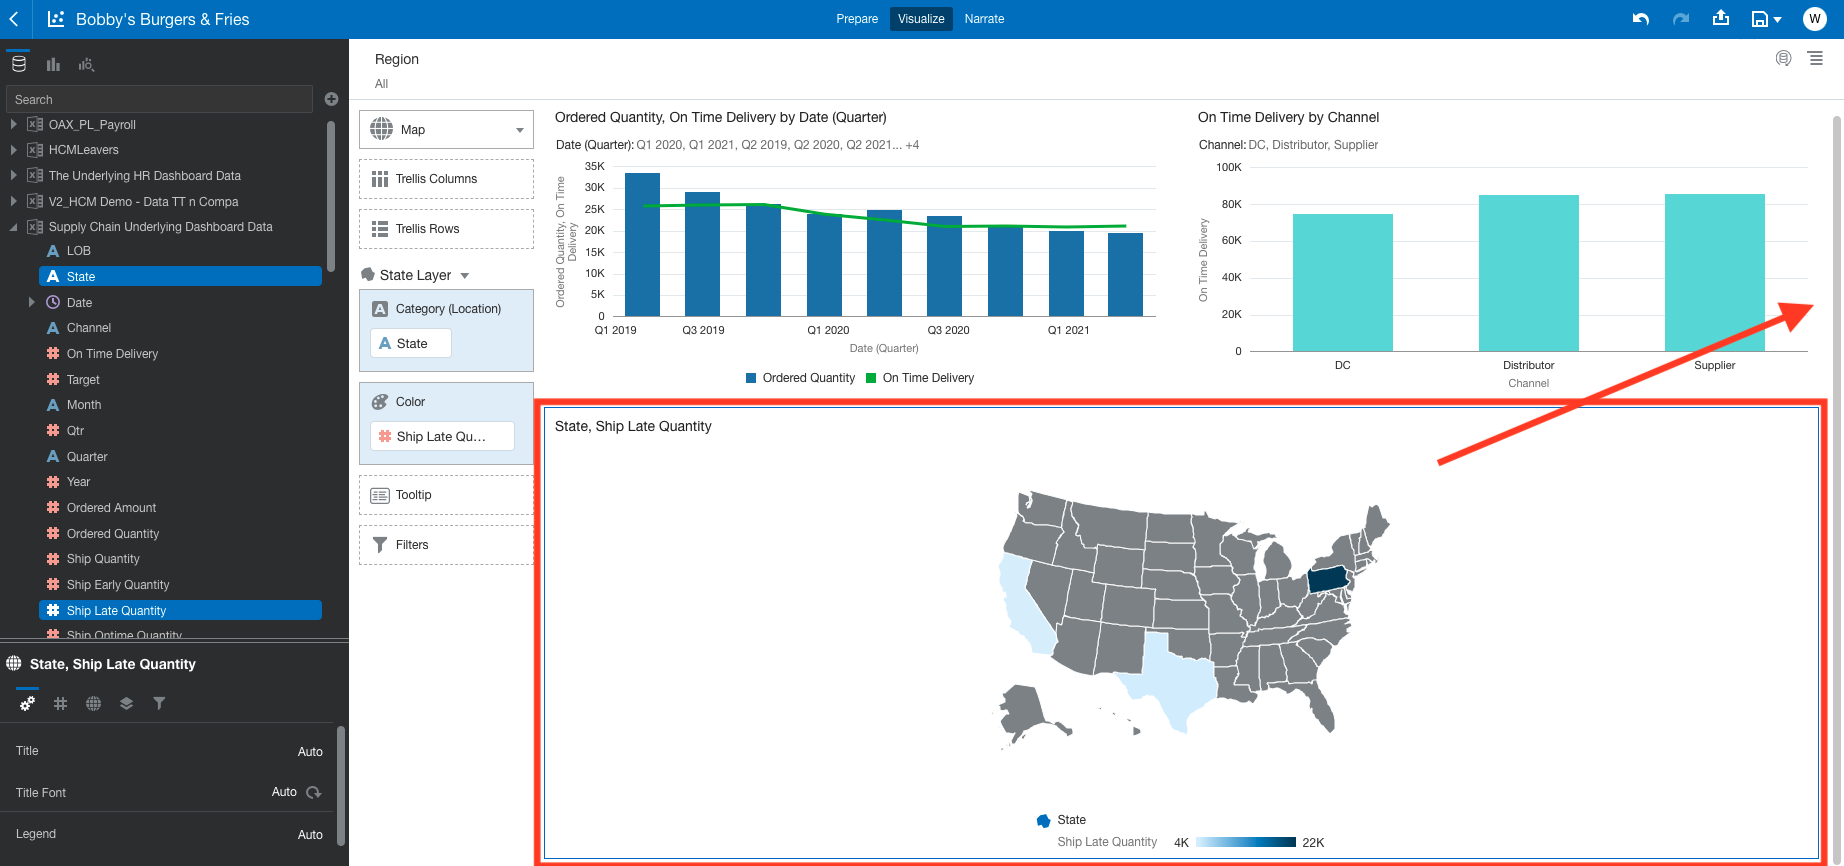 Bobby's Burgers & Fries
Prepare
Visualize
Narrate
W
Search
OAX_PL_Payroll
HCMLeavers
The Underlying HR Dashboard Data
V2_HCM Demo - Data TT n Compa
Supply Chain Underlying Dashboard Data
A LOB
A State
Date
A Channel
# On Time Delivery
# Target
A Month
# Qtr
A Quarter
# Year
# Ordered Amount
# Ordered Quantity
# Ship Quantity
# Ship Early Quantity
# Ship Late Quantity
# Ship Ontime Quantity
State, Ship Late Quantity
Title
Auto
Title Font
Auto
Legend
Auto
Region
All
Map
Trellis Columns
Trellis Rows
State Layer
A Category (Location)
A State
Color
# Ship Late Qu...
Tooltip
Filters
Ordered Quantity, On Time Delivery by Date (Quarter)
Date (Quarter): Q1 2020, Q1 2021, Q2 2019, Q2 2020, Q2 2021... +4
Ordered Quantity, On Time
Delivery
35K
30K
25K
20K
15K
10K
5K
0
Q1 2019
Q3 2019
Q1 2020
Q3 2020
Q1 2021
Date (Quarter)
Ordered Quantity
On Time Delivery
On Time Delivery by Channel
Channel: DC, Distributor, Supplier
On Time Delivery
100K
80K
60K
40K
20K
0
DC
Distributor
Supplier
Channel
State, Ship Late Quantity
State
Ship Late Quantity
4K
22K